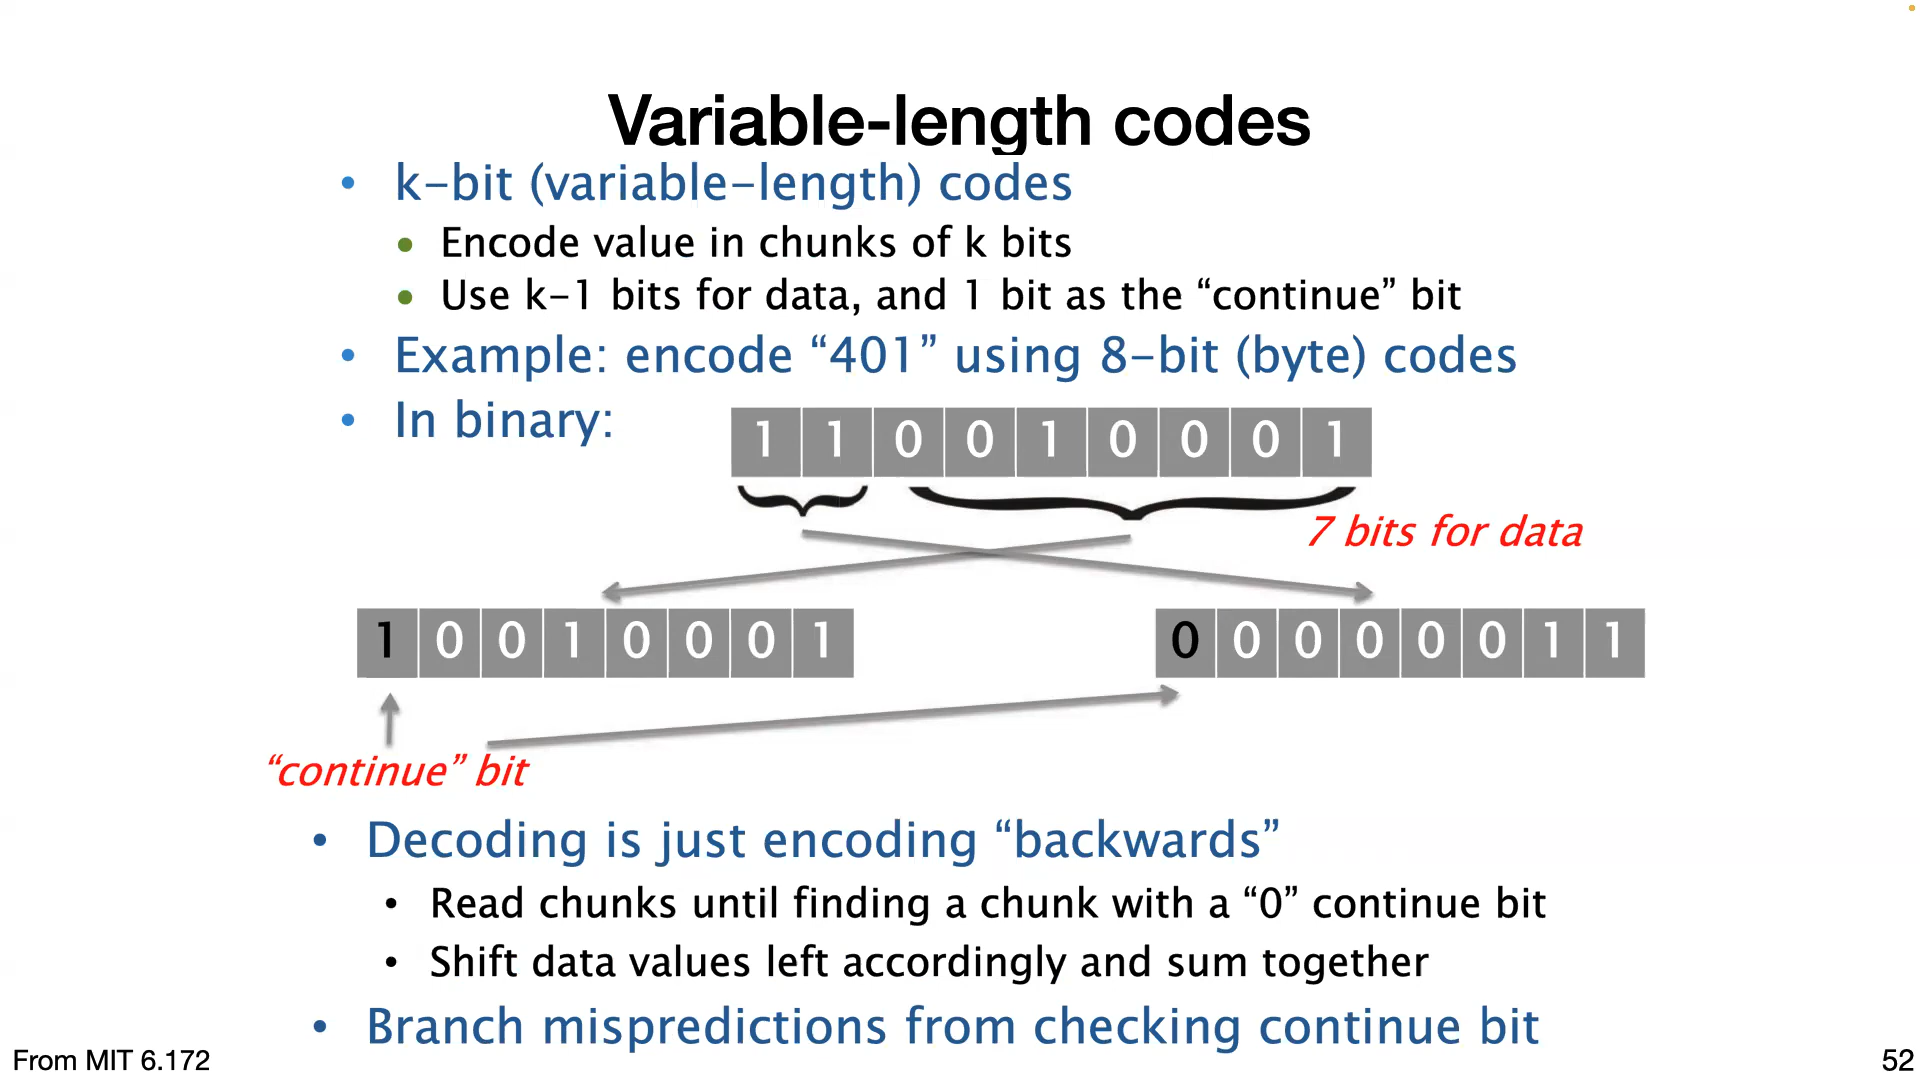 Variable-length codes
• k-bit (variable-length) codes
• Encode value in chunks of k bits
• Use k-1 bits for data, and 1 bit as the “continue” bit
• Example: encode “401” using 8-bit (byte) codes
• In binary:
1 1 0 0 1 0 0 0 1
7 bits for data
1 0 0 1 0 0 0 1
0 0 0 0 0 0 1 1
“continue” bit
• Decoding is just encoding “backwards”
• Read chunks until finding a chunk with a “0” continue bit
• Shift data values left accordingly and sum together
• Branch mispredictions from checking continue bit
From MIT 6.172
52